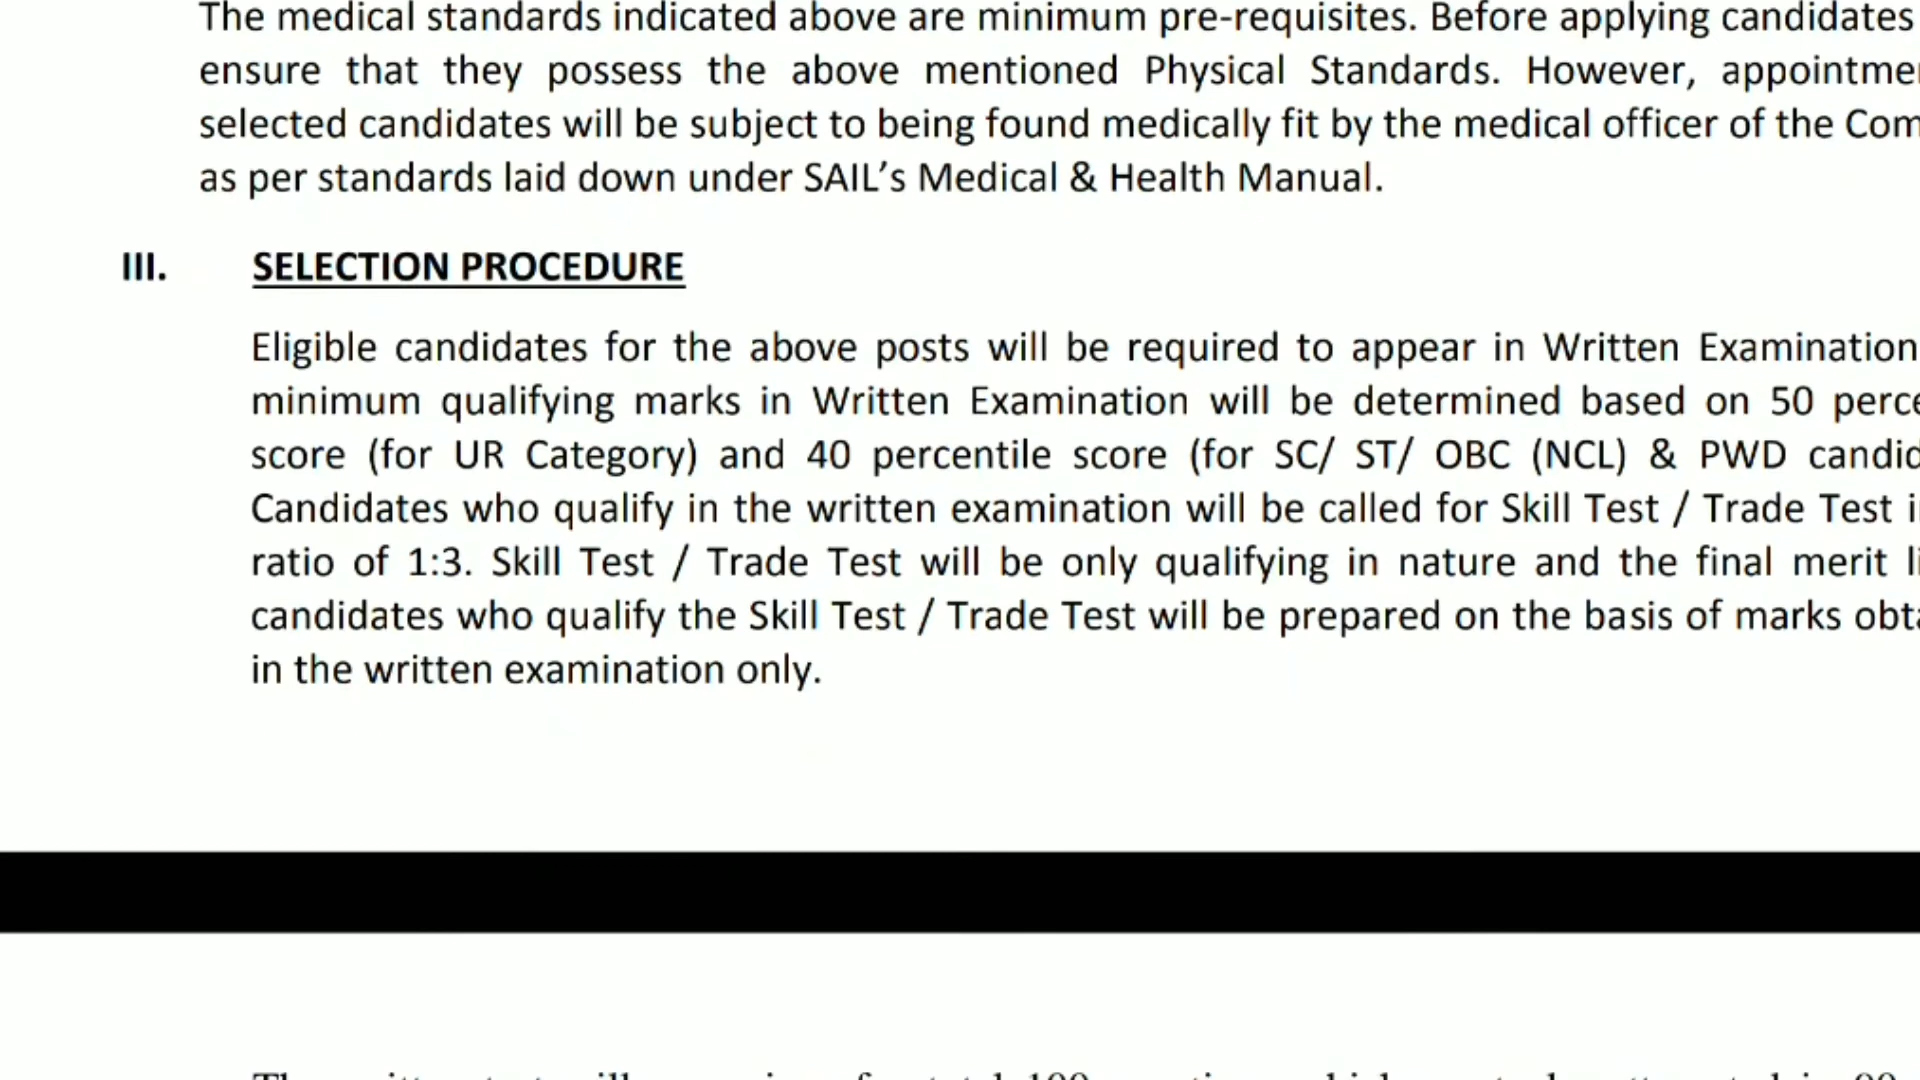 The medical standards indicated above are minimum pre-requisites. Before applying candidates
ensure that they possess the above mentioned Physical Standards. However, appointme
selected candidates will be subject to being found medically fit by the medical officer of the Com
as per standards laid down under SAIL’s Medical & Health Manual.
III. SELECTION PROCEDURE
Eligible candidates for the above posts will be required to appear in Written Examination
minimum qualifying marks in Written Examination will be determined based on 50 perce
score (for UR Category) and 40 percentile score (for SC/ ST/ OBC (NCL) & PWD candid
Candidates who qualify in the written examination will be called for Skill Test / Trade Test i
ratio of 1:3. Skill Test / Trade Test will be only qualifying in nature and the final merit li
candidates who qualify the Skill Test / Trade Test will be prepared on the basis of marks obta
in the written examination only.